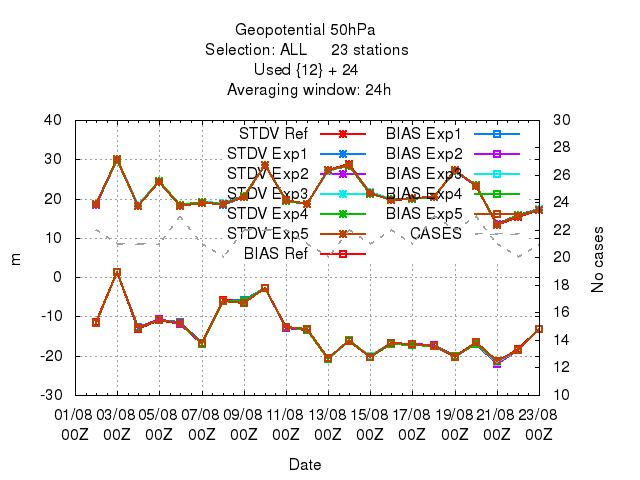 Geopotential 50hPa
Selection: ALL 23 stations
Used {12} + 24
Averaging window: 24h
40
30
20
10
0
-10
-20
-30
m
30
28
26
24
22
20
18
16
14
12
10
No cases
STDV Ref
STDV Exp1
STDV Exp2
STDV Exp3
STDV Exp4
STDV Exp5
BIAS Ref
BIAS Exp1
BIAS Exp2
BIAS Exp3
BIAS Exp4
BIAS Exp5
CASES
01/08 03/08 05/08 07/08 09/08 11/08 13/08 15/08 17/08 19/08 21/08 23/08
00Z 00Z 00Z 00Z 00Z 00Z 00Z 00Z 00Z 00Z 00Z 00Z
Date